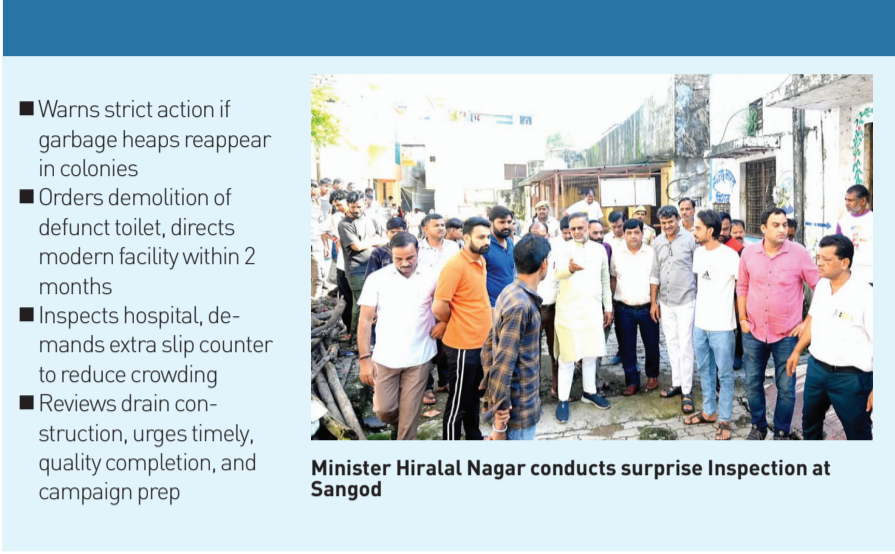 ■ Warns strict action if
garbage heaps reappear
in colonies
■ Orders demolition of
defunct toilet, directs
modern facility within 2
months
■ Inspects hospital, de-
mands extra slip counter
to reduce crowding
■ Reviews drain con-
struction, urges timely,
quality completion, and
campaign prep
Minister Hiralal Nagar conducts surprise Inspection at
Sangod